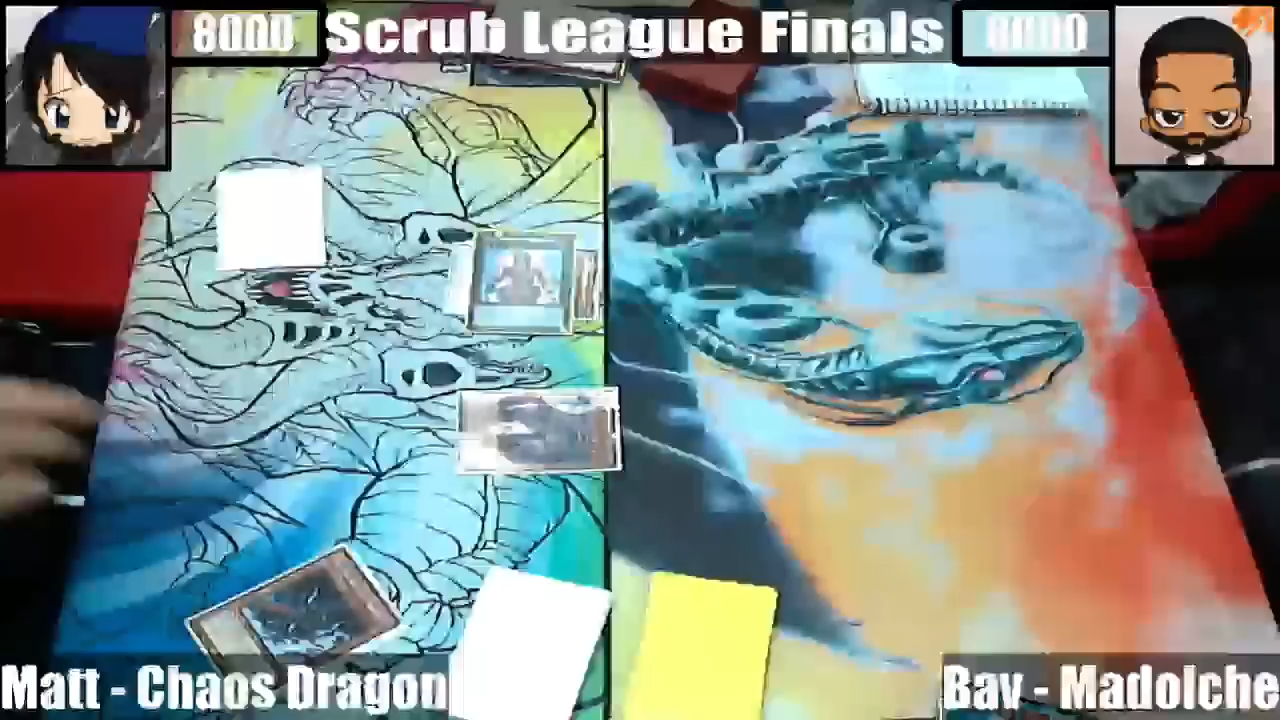 8000
Scrub League Finals
8000
Matt - Chaos Dragon
Bav - Madolche